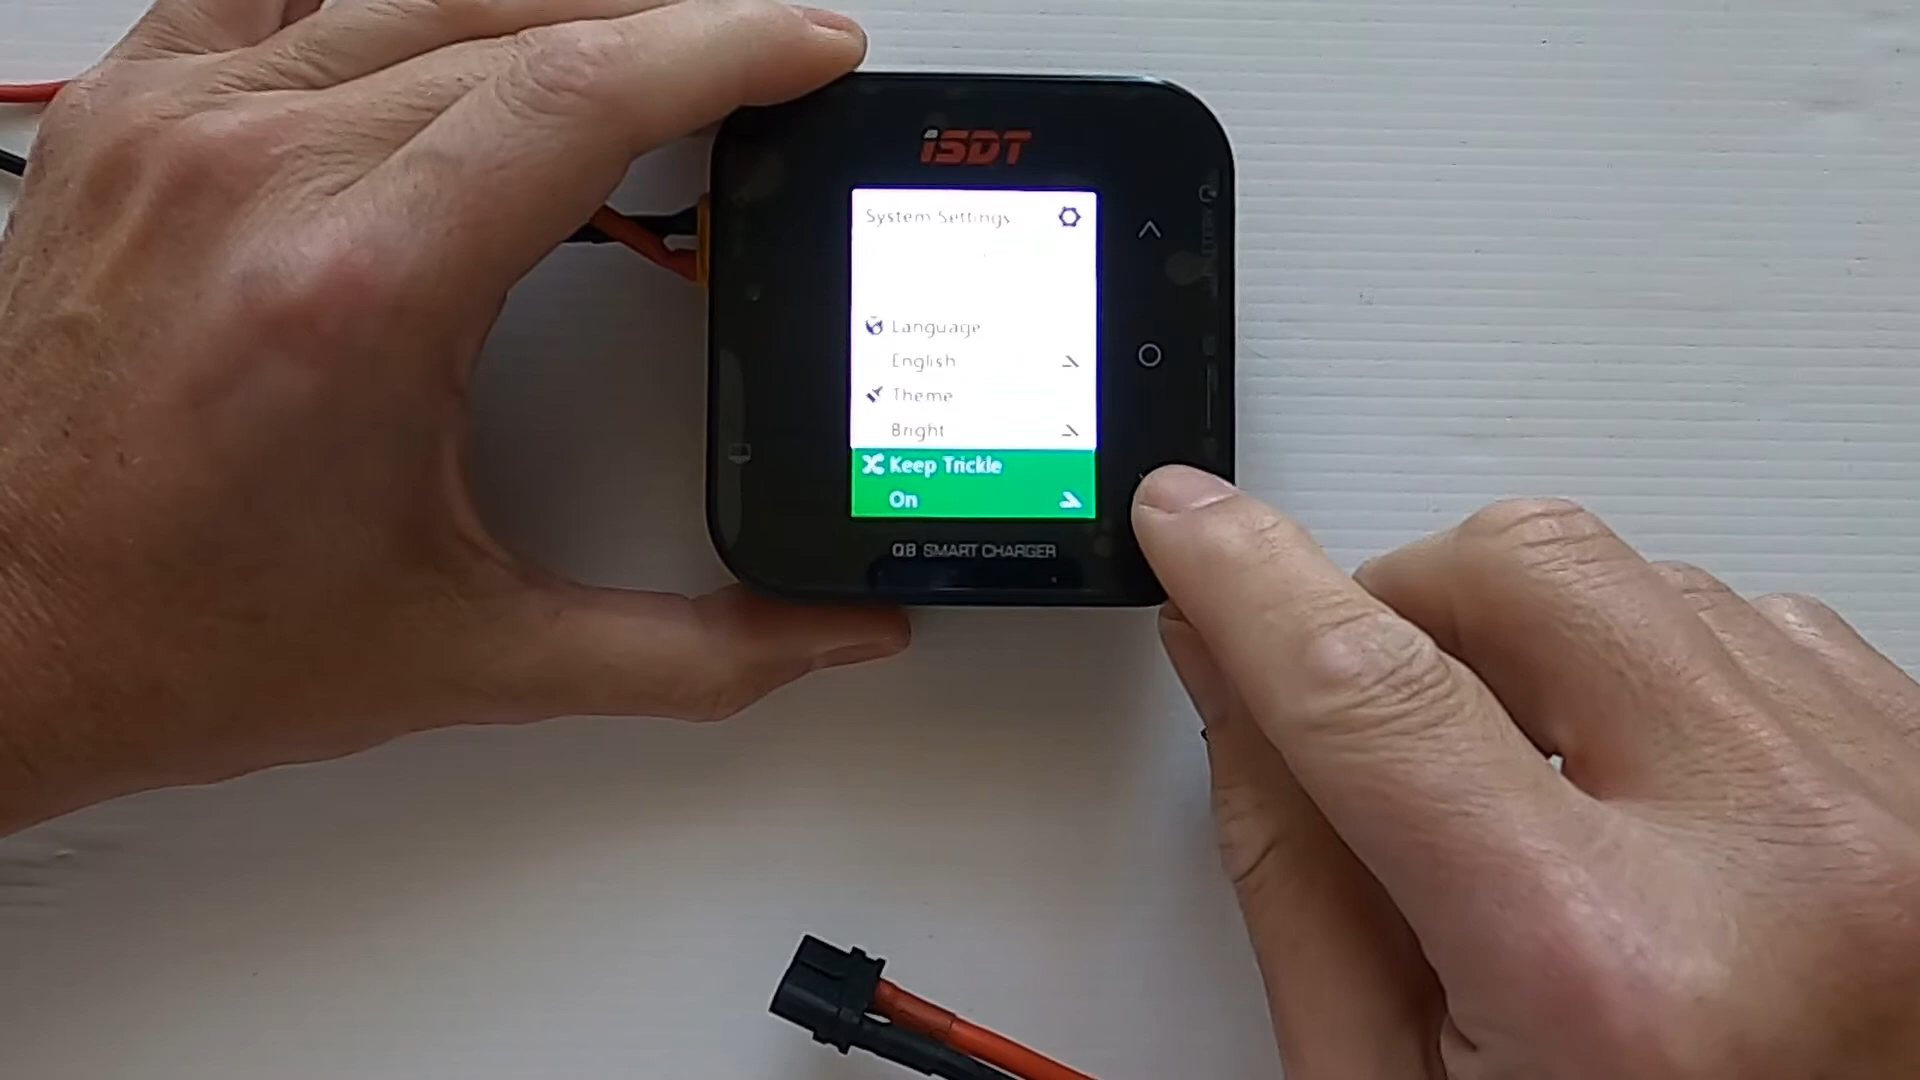 iSDT
System Settings
Language
English
Theme
Bright
Keep Trickle
On
Q8 SMART CHARGER